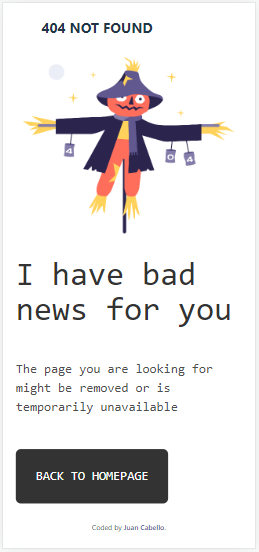 404 NOT FOUND
4
0 4
I have bad
news for you
The page you are looking for
might be removed or is
temporarily unavailable
BACK TO HOMEPAGE
Coded by Juan Cabello.